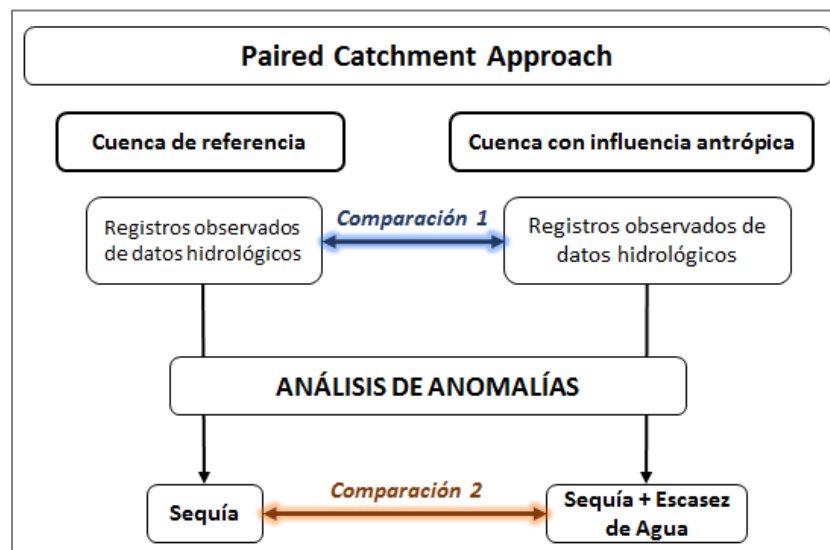 Paired Catchment Approach
Cuenca de referencia
Cuenca con influencia antrópica
Registros observados
de datos hidrológicos
Comparación 1
Registros observados de
datos hidrológicos
ANÁLISIS DE ANOMALÍAS
Sequía
Comparación 2
Sequía + Escasez
de Agua